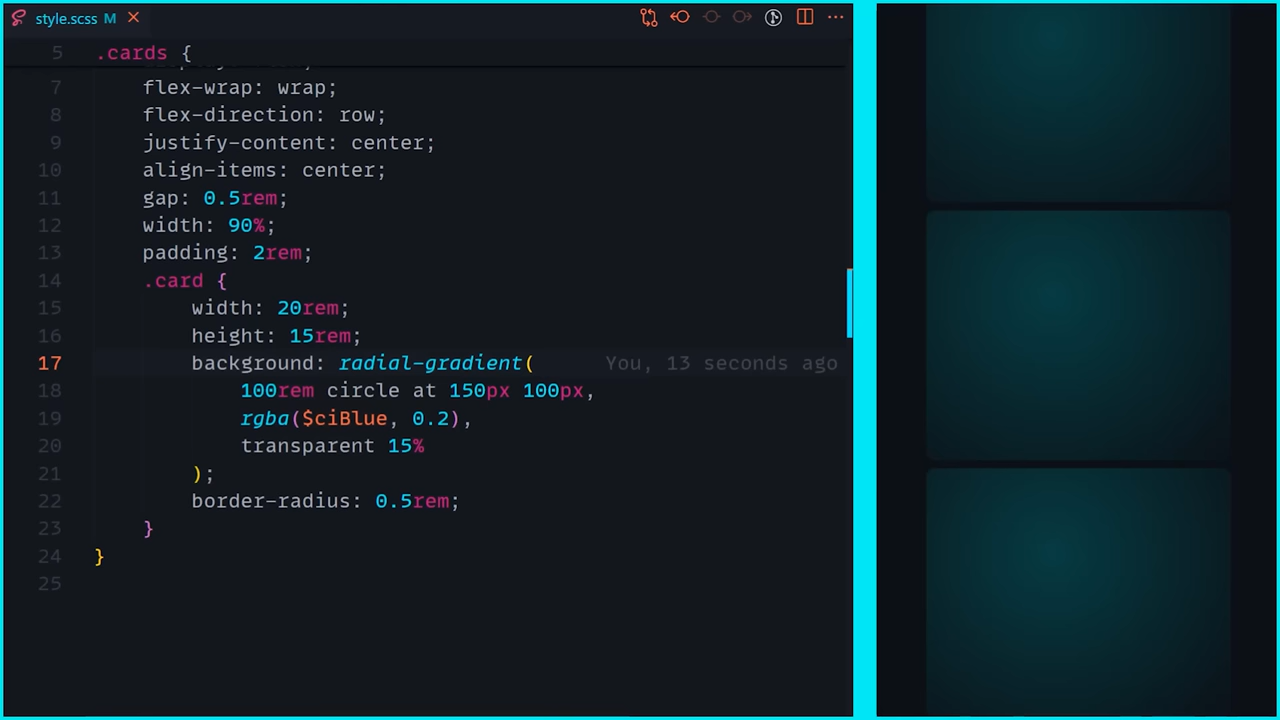 style.scss M
5 .cards {
7 flex-wrap: wrap;
8 flex-direction: row;
9 justify-content: center;
10 align-items: center;
11 gap: 0.5rem;
12 width: 90%;
13 padding: 2rem;
14 .card {
15 width: 20rem;
16 height: 15rem;
17 background: radial-gradient( You, 13 seconds ago
18 100rem circle at 150px 100px,
19 rgba($ciBlue, 0.2),
20 transparent 15%
21 );
22 border-radius: 0.5rem;
23 }
24 }
25